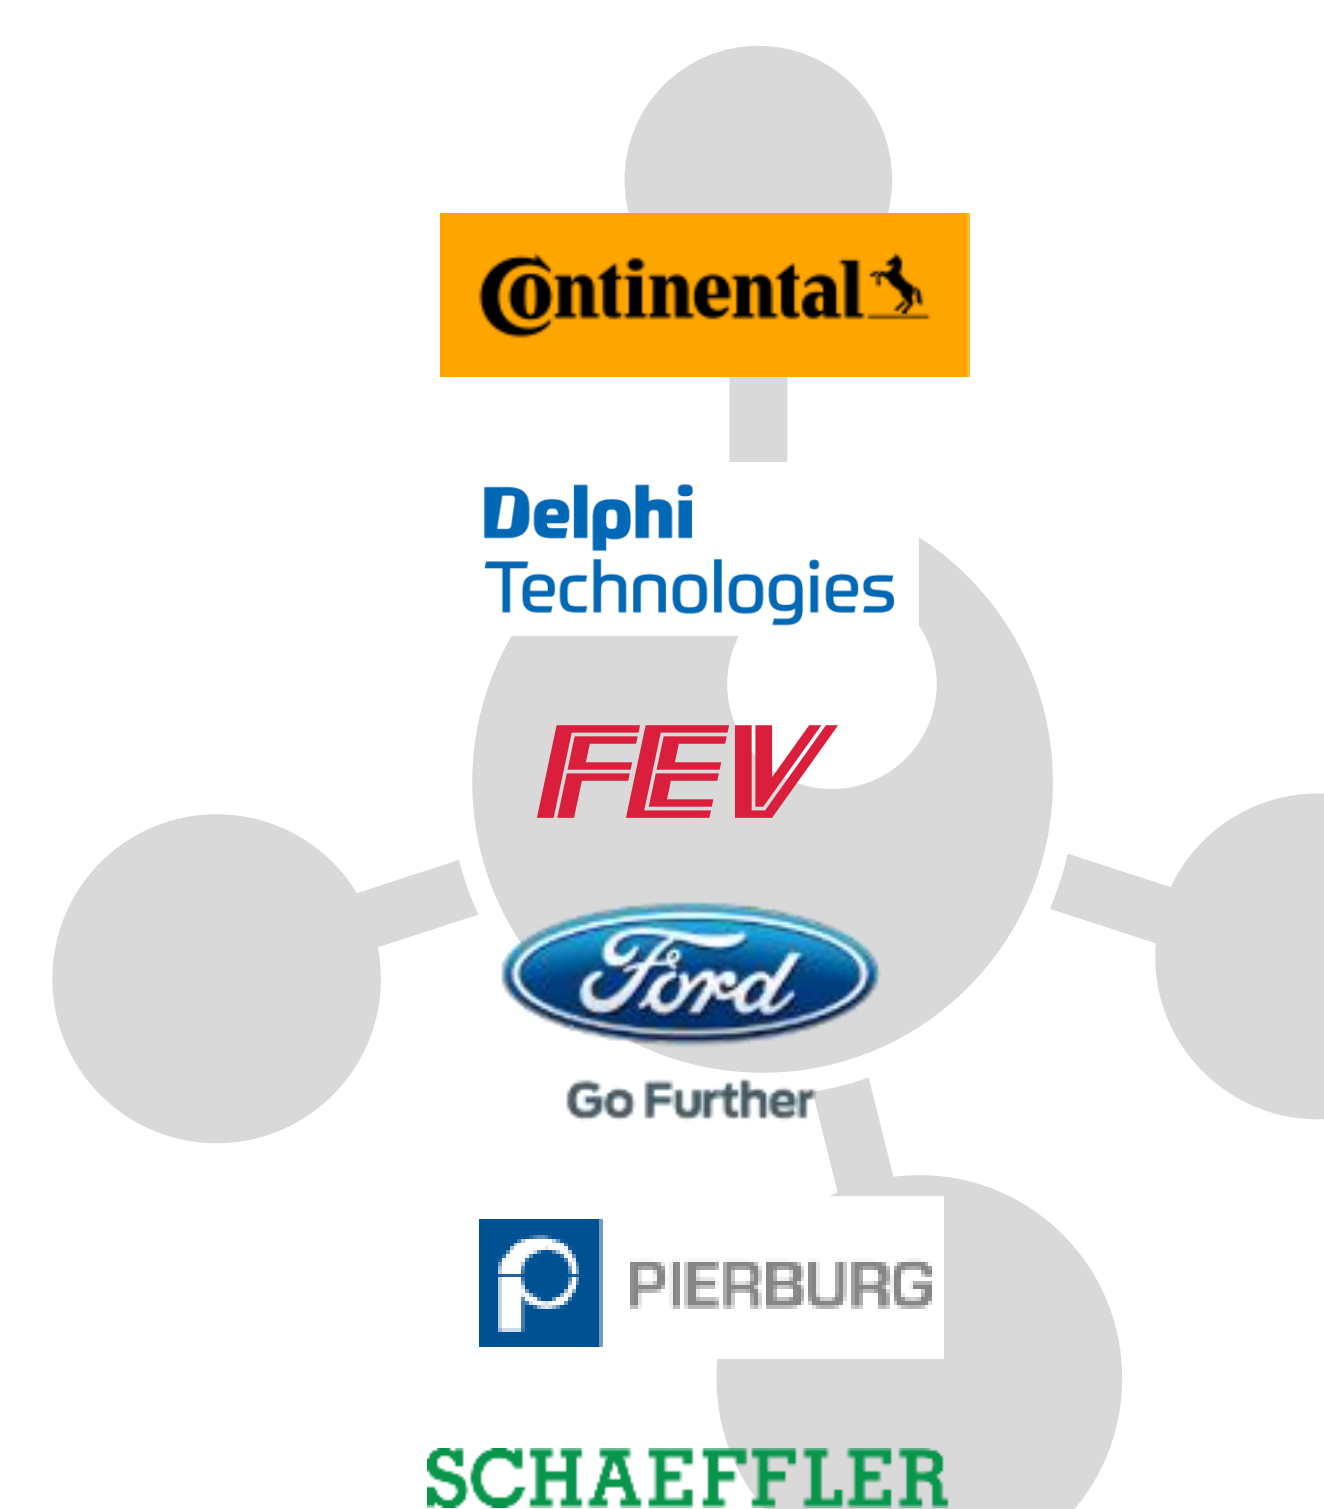 Continental
Delphi
Technologies
FEV
Ford
Go Further
PIERBURG
SCHAEFFLER